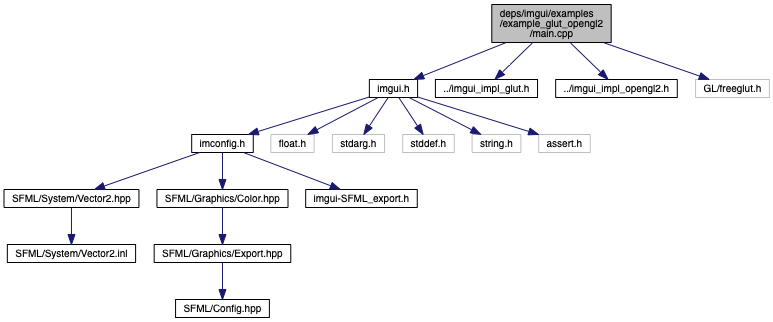 deps/imgui/examples
/example_glut_opengl2
/main.cpp
imgui.h
../imgui_impl_glut.h
../imgui_impl_opengl2.h
GL/freeglut.h
imconfig.h
float.h
stdarg.h
stddef.h
string.h
assert.h
SFML/System/Vector2.hpp
SFML/Graphics/Color.hpp
imgui-SFML_export.h
SFML/System/Vector2.inl
SFML/Graphics/Export.hpp
SFML/Config.hpp